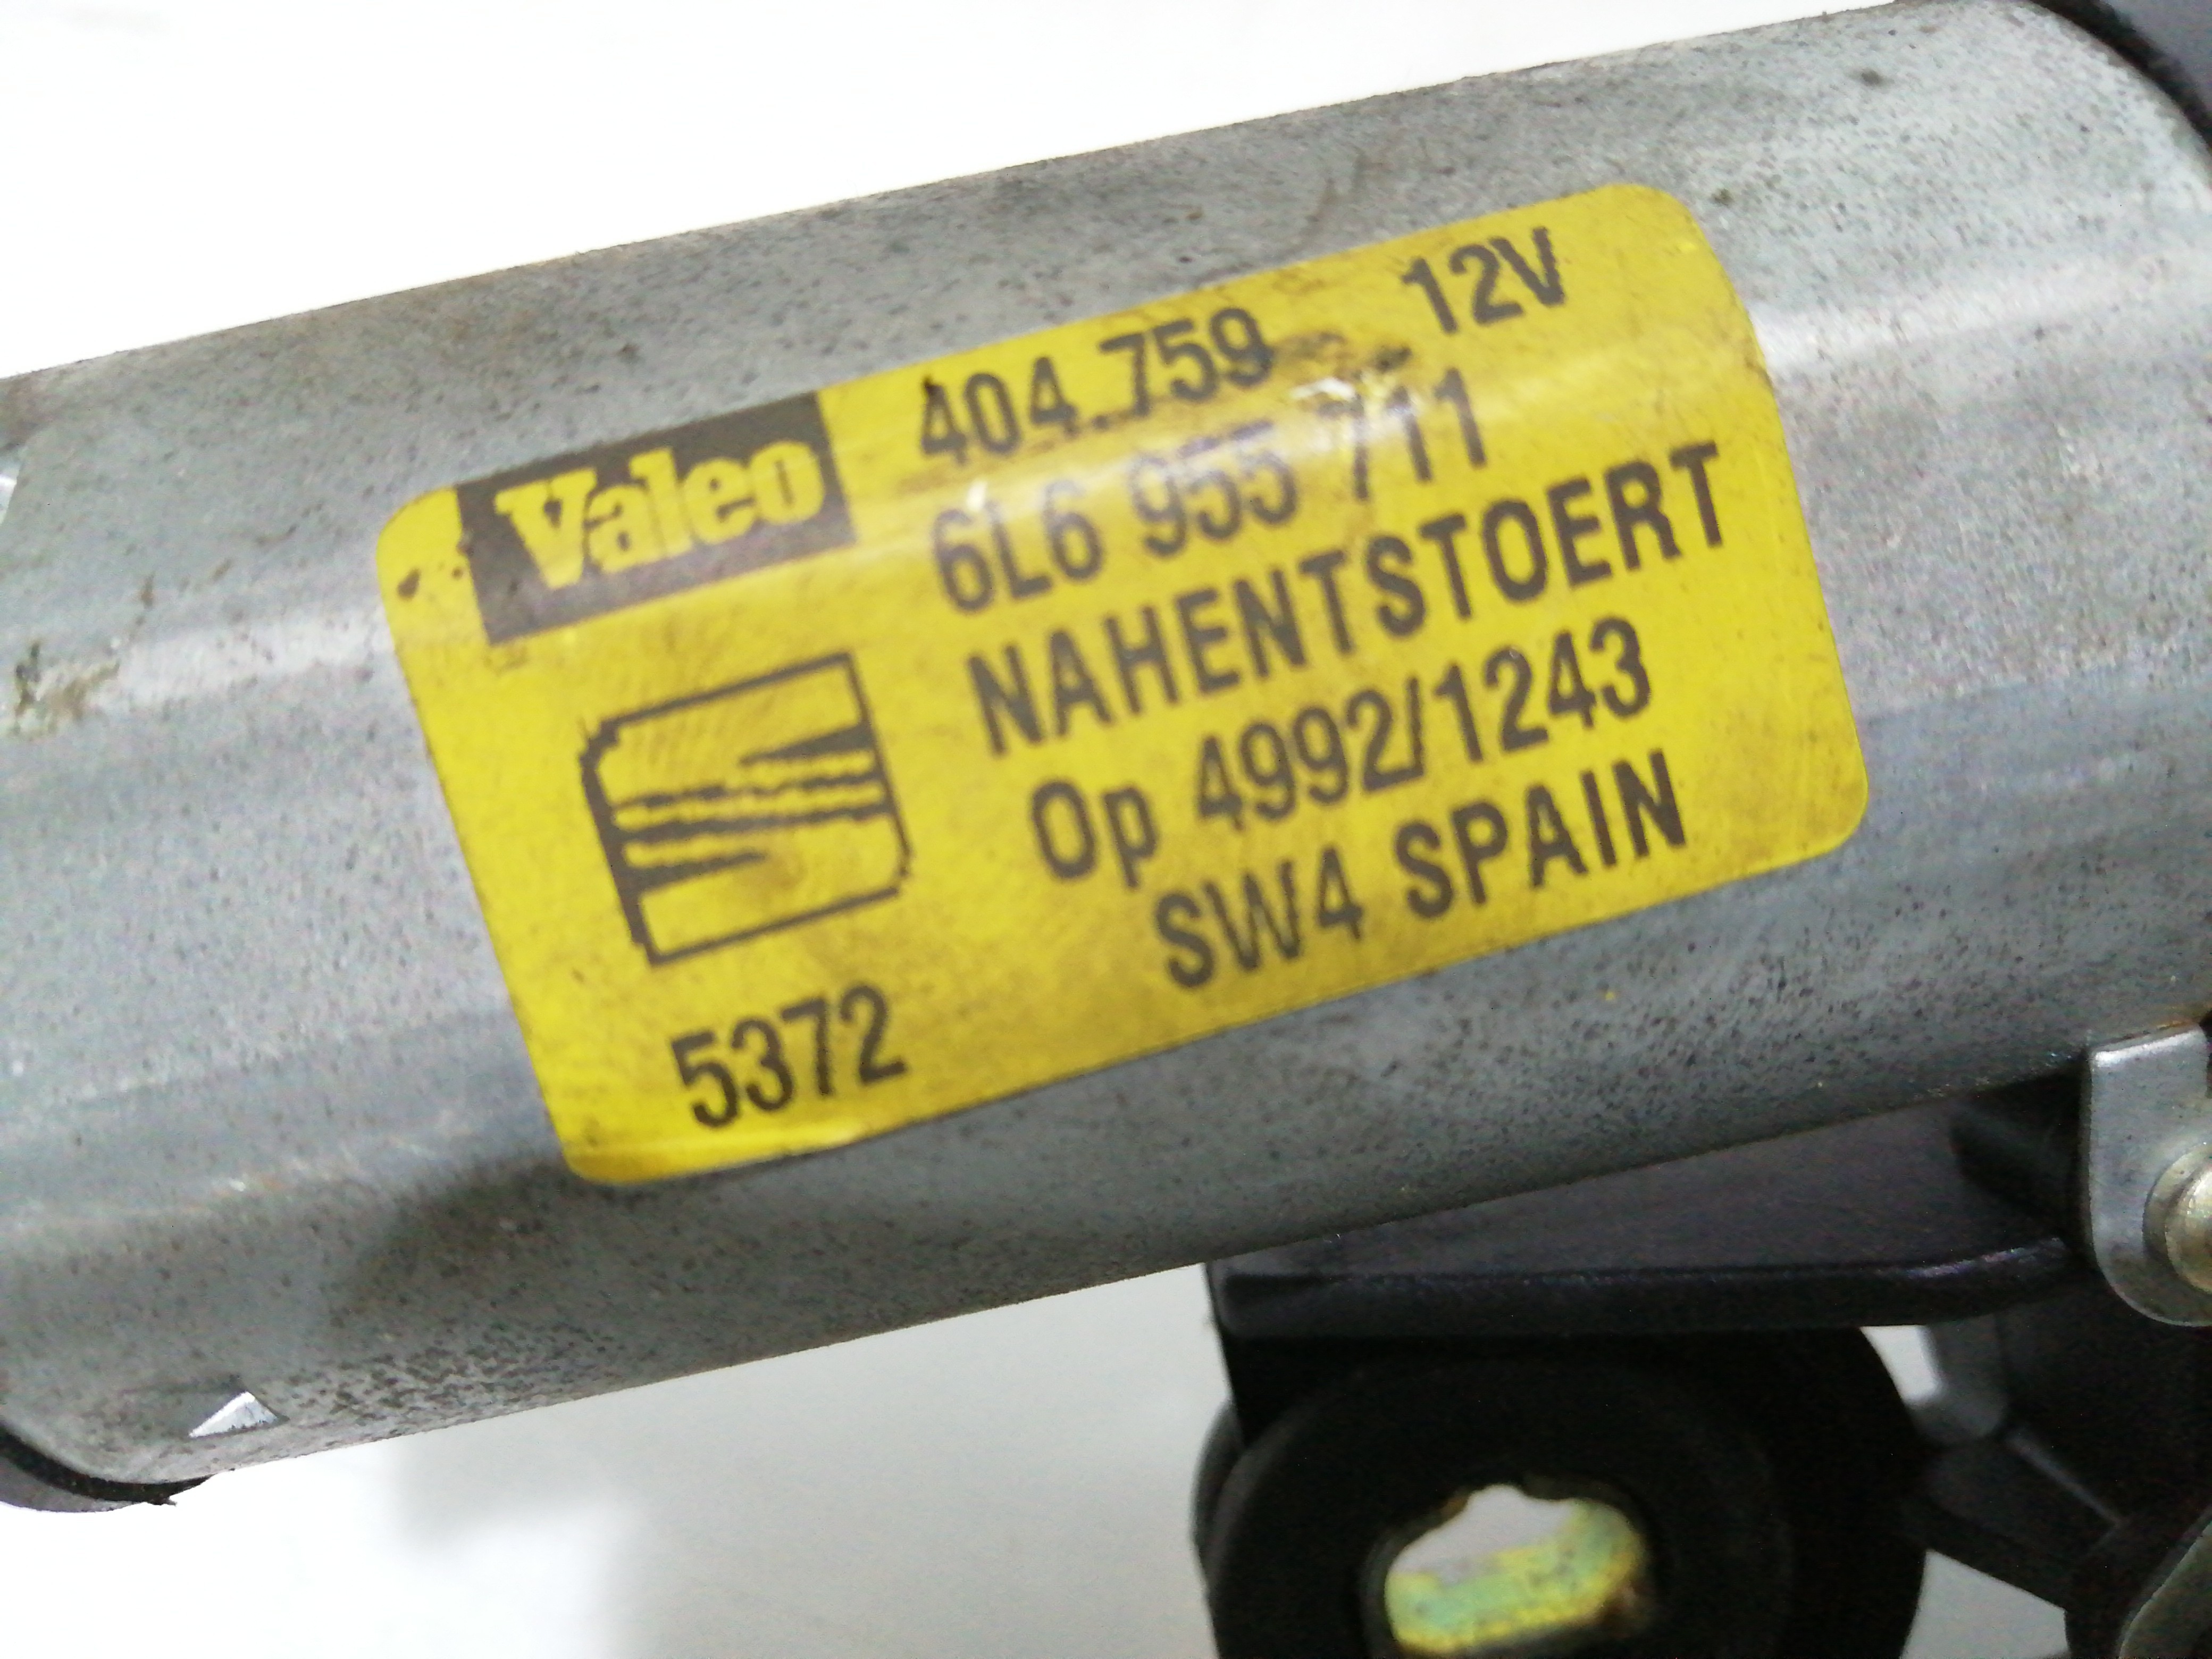 Valeo 404.759 12V
6L6 955 711
NAHENTSTOERT
Op 4992/1243
SW4 SPAIN
5372